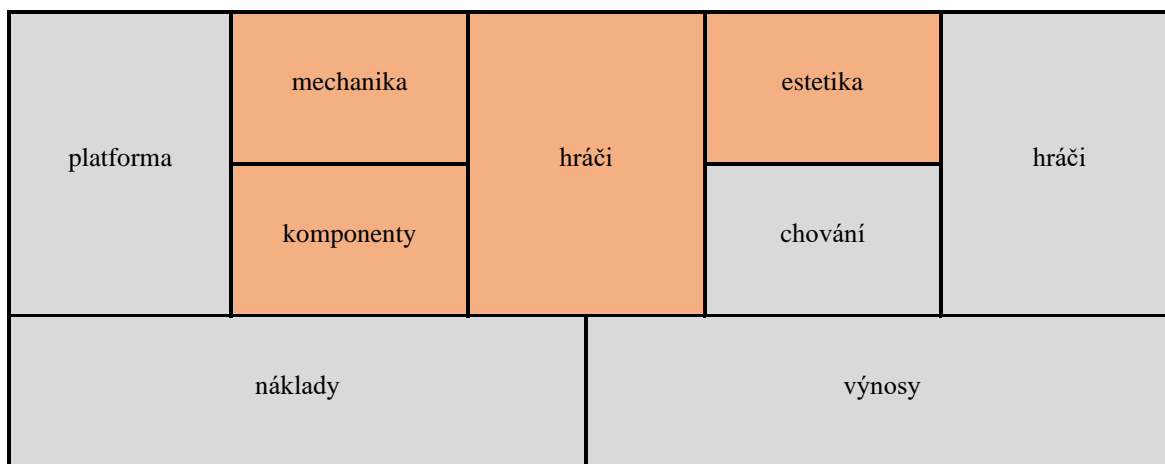 platforma
mechanika
komponenty
hráči
estetika
chování
hráči
náklady
výnosy